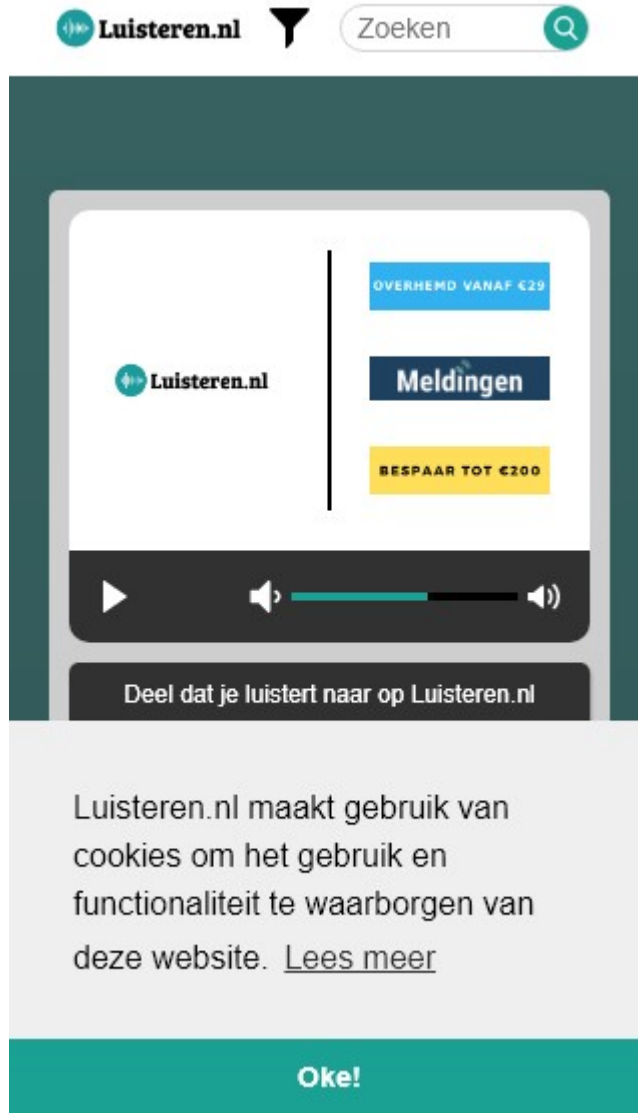 Luisteren.nl
Zoeken
Luisteren.nl
OVERHEMD VANAF €29
Meldingen
BESPAAR TOT €200
Deel dat je luistert naar op Luisteren.nl
Luisteren.nl maakt gebruik van
cookies om het gebruik en
functionaliteit te waarborgen van
deze website. Lees meer
Oke!